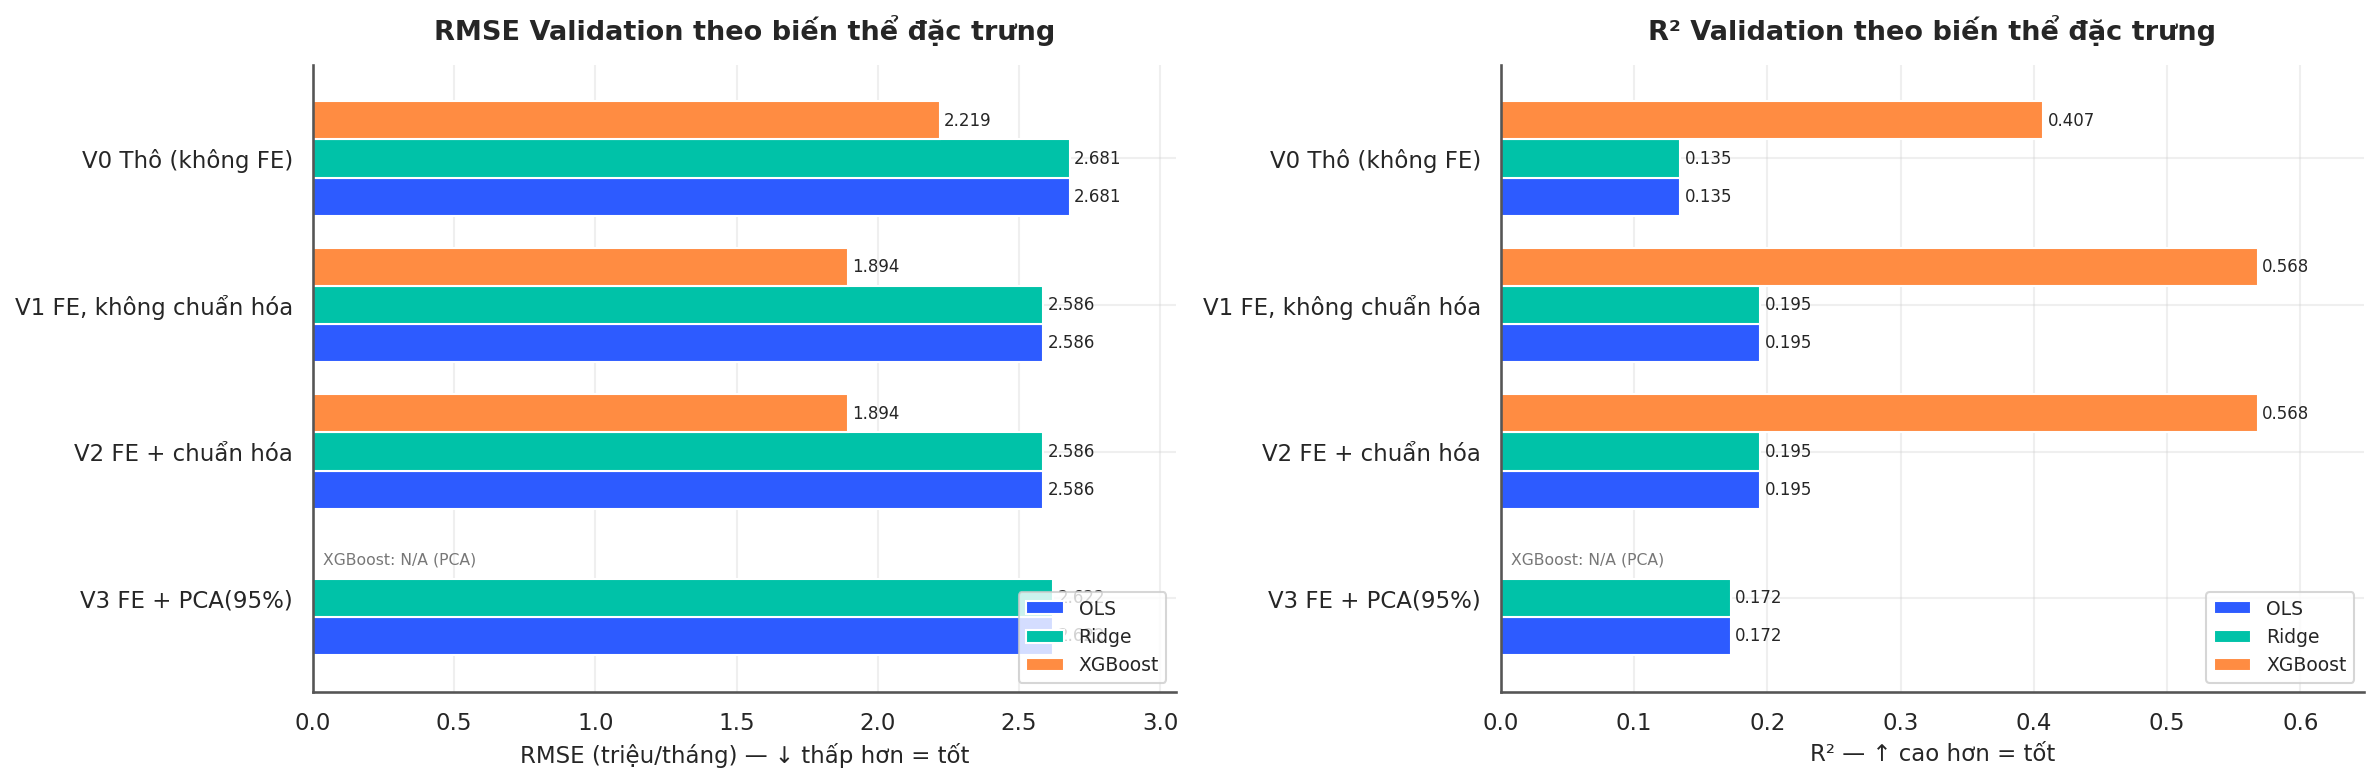 RMSE Validation theo biến thể đặc trưng
V0 Thô (không FE)
2.219
2.681
2.681
V1 FE, không chuẩn hóa
1.894
2.586
2.586
V2 FE + chuẩn hóa
1.894
2.586
2.586
XGBoost: N/A (PCA)
V3 FE + PCA(95%)
2.622
OLS
Ridge
XGBoost
0.0 0.5 1.0 1.5 2.0 2.5 3.0
RMSE (triệu/tháng) — ↓ thấp hơn = tốt
R² Validation theo biến thể đặc trưng
V0 Thô (không FE)
0.407
0.135
0.135
V1 FE, không chuẩn hóa
0.568
0.195
0.195
V2 FE + chuẩn hóa
0.568
0.195
0.195
XGBoost: N/A (PCA)
V3 FE + PCA(95%)
0.172
0.172
OLS
Ridge
XGBoost
0.0 0.1 0.2 0.3 0.4 0.5 0.6
R² — ↑ cao hơn = tốt